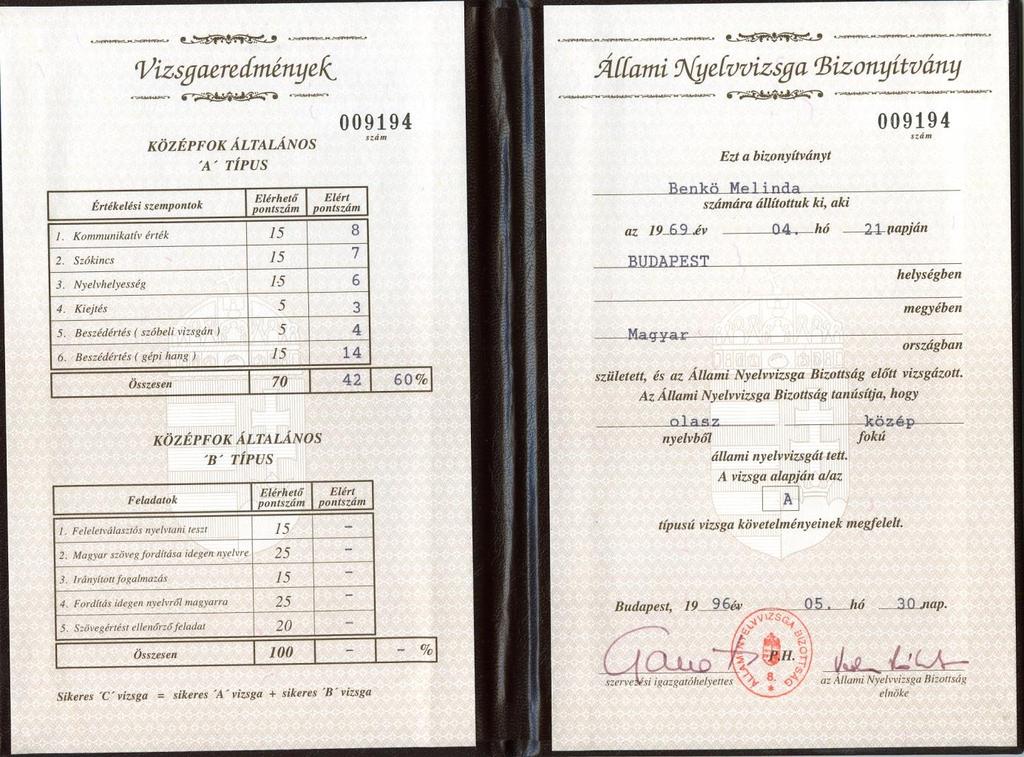 Vizsgaeredmények
009194
szám
KÖZÉPFOK ÁLTALÁNOS
´A´ TÍPUS
Értékelési szempontok Elérhető pontszám Elért pontszám
1. Kommunikatív érték 15 8
2. Szókincs 15 7
3. Nyelvhelyesség 15 6
4. Kiejtés 5 3
5. Beszédértés ( szóbeli vizsgán ) 5 4
6. Beszédértés ( gépi hang ) 15 14
Összesen 70 42 60%
KÖZÉPFOK ÁLTALÁNOS
´B´ TÍPUS
Feladatok Elérhető pontszám Elért pontszám
1. Feleletválasztós nyelvtani teszt 15 –
2. Magyar szöveg fordítása idegen nyelvre 25 –
3. Irányított fogalmazás 15 –
4. Fordítás idegen nyelvről magyarra 25 –
5. Szövegértést ellenőrző feladat 20 –
Összesen 100 – – %
Sikeres ´C´ vizsga = sikeres ´A´ vizsga + sikeres ´B´ vizsga
Állami Nyelvvizsga Bizonyítvány
009194
szám
Ezt a bizonyítványt
Benkö Melinda
számára állítottuk ki, aki
az 1969 év 04. hó 21 napján
BUDAPEST
helységben
megyében
Magyar
országban
született, és az Állami Nyelvvizsga Bizottság előtt vizsgázott.
Az Állami Nyelvvizsga Bizottság tanúsítja, hogy
olasz közép
nyelvből fokú
állami nyelvvizsgát tett.
A vizsga alapján a/az
A
típusú vizsga követelményeinek megfelelt.
Budapest, 19 96 év 05. hó 30 nap.
P.H.
ÁLLAMI NYELVVIZSGA BIZOTTSÁG
8.
szervezési igazgatóhelyettes
az Állami Nyelvvizsga Bizottság
elnöke